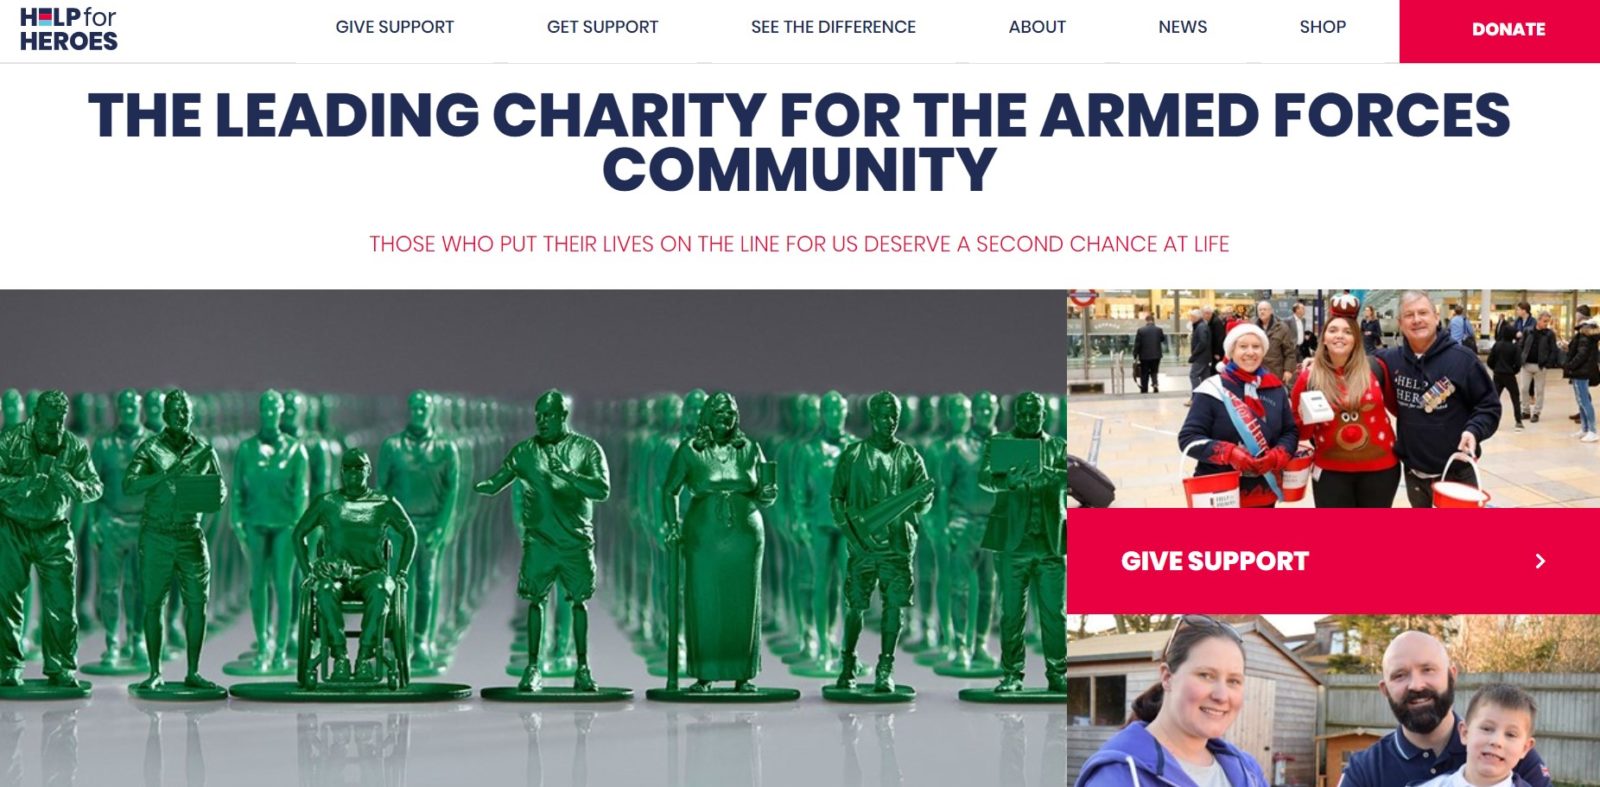 HELP for
HEROES
GIVE SUPPORT
GET SUPPORT
SEE THE DIFFERENCE
ABOUT
NEWS
SHOP
DONATE
THE LEADING CHARITY FOR THE ARMED FORCES
COMMUNITY
THOSE WHO PUT THEIR LIVES ON THE LINE FOR US DESERVE A SECOND CHANCE AT LIFE
GIVE SUPPORT